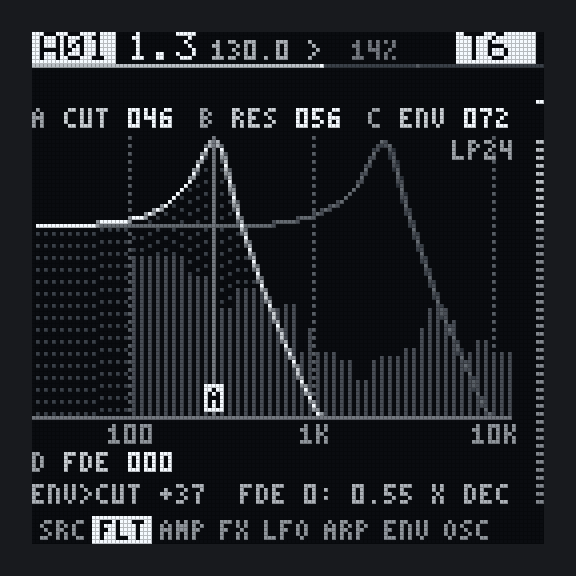 A01 1.3 130.0 > 14% T6
A CUT 046 B RES 056 C ENV 072
LP24
A
100 1K 10K
D FDE 000
ENV>CUT +37 FDE 0: 0.55 X DEC
SRC FLT AMP FX LFO ARP ENV OSC